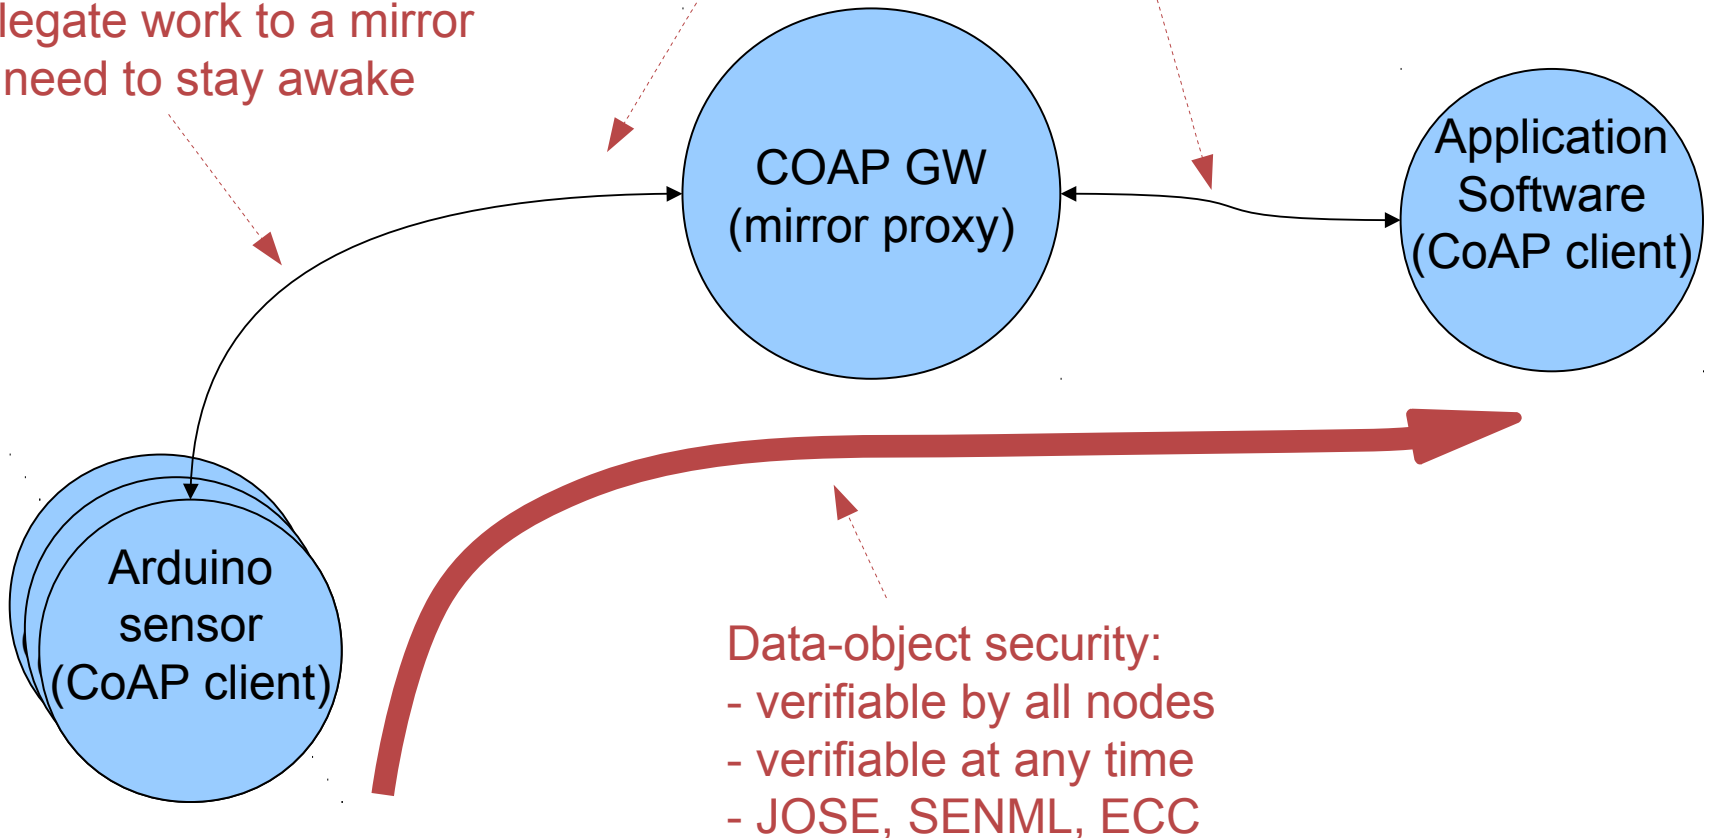 legate work to a mirror
need to stay awake
COAP GW
(mirror proxy)
Application
Software
(CoAP client)
Arduino
sensor
(CoAP client)
Data-object security:
- verifiable by all nodes
- verifiable at any time
- JOSE, SENML, ECC